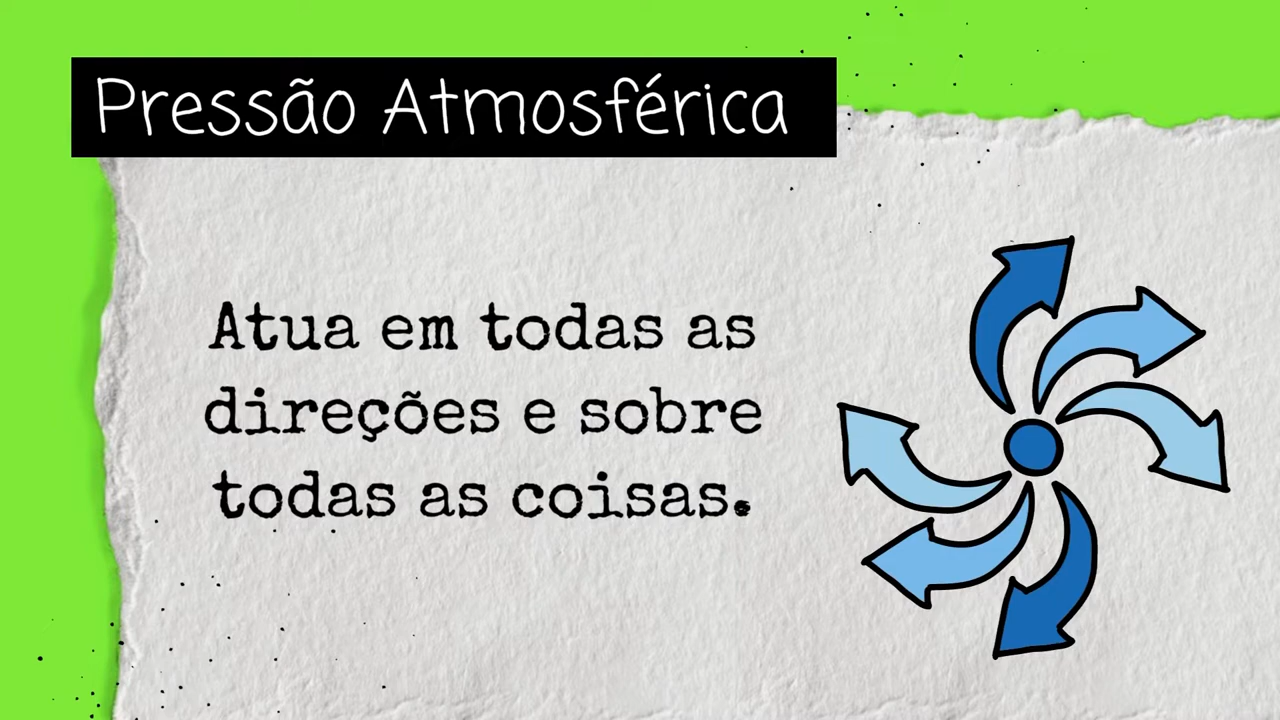 Pressão Atmosférica
Atua em todas as
direções e sobre
todas as coisas.